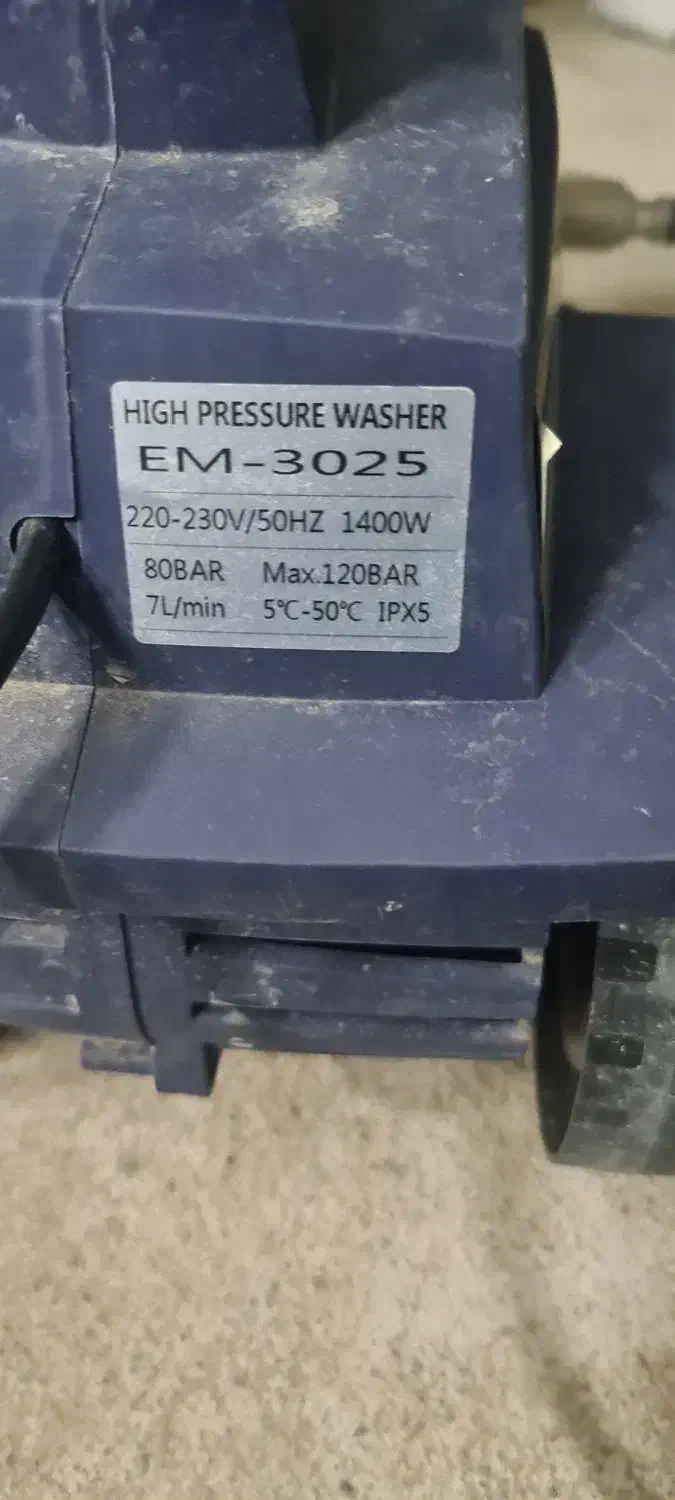 HIGH PRESSURE WASHER
EM-3025
220-230V/50HZ 1400W
80BAR Max.120BAR
7L/min 5℃-50℃ IPX5